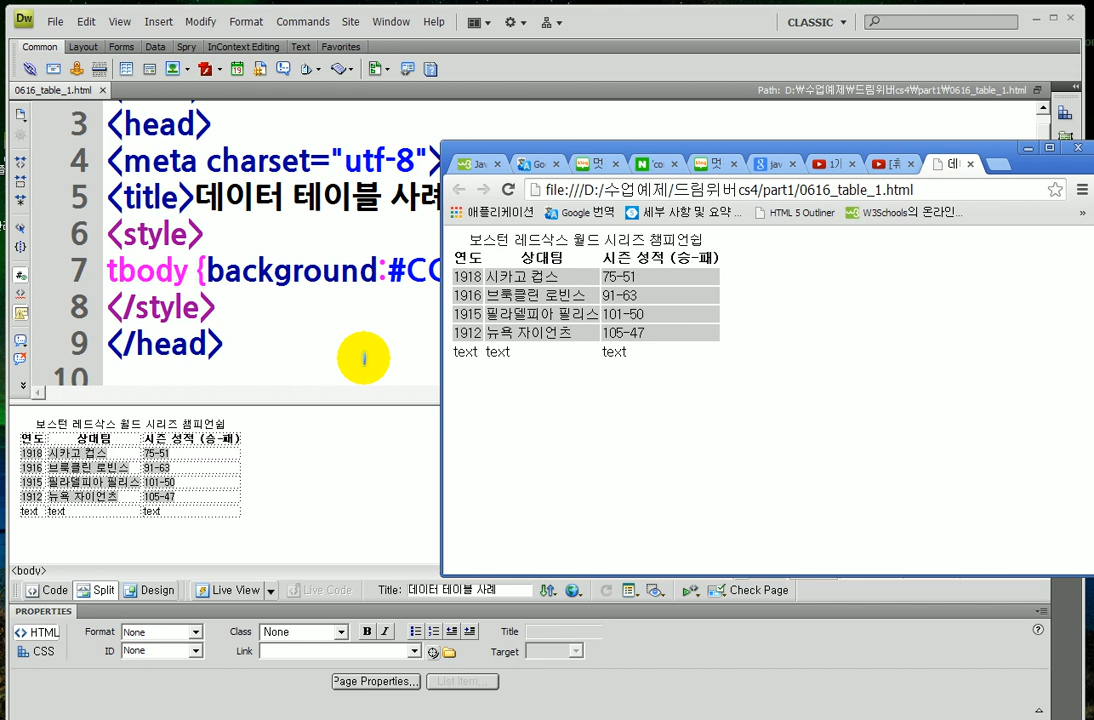 Dw File Edit View Insert Modify Format Commands Site Window Help CLASSIC
Common Layout Forms Data Spry InContext Editing Text Favorites
0616_table_1.html Path: D:₩수업예제₩드림위버cs4₩part1₩0616_table_1.html
3 <head>
4 <meta charset="utf-8">
5 <title>데이터 테이블 사례
6 <style>
7 tbody {background:#CC
8 </style>
9 </head>
10
보스턴 레드삭스 월드 시리즈 챔피언쉽
연도 상대팀 시즌 성적 (승-패)
1918 시카고 컵스 75-51
1916 브룩클린 로빈스 91-63
1915 필라델피아 필리스 101-50
1912 뉴욕 자이언츠 105-47
text text text
file:///D:/수업예제/드림위버cs4/part1/0616_table_1.html
애플리케이션 Google 번역 세부 사항 및 요약 ... HTML 5 Outliner W3Schools의 온라인... »
보스턴 레드삭스 월드 시리즈 챔피언쉽
연도 상대팀 시즌 성적 (승-패)
1918 시카고 컵스 75-51
1916 브룩클린 로빈스 91-63
1915 필라델피아 필리스 101-50
1912 뉴욕 자이언츠 105-47
text text text
<body>
Code Split Design Live View Live Code Title: 데이터 테이블 사례 Check Page
PROPERTIES
<> HTML Format None Class None B I Title
CSS ID None Link Target
Page Properties... List Item...